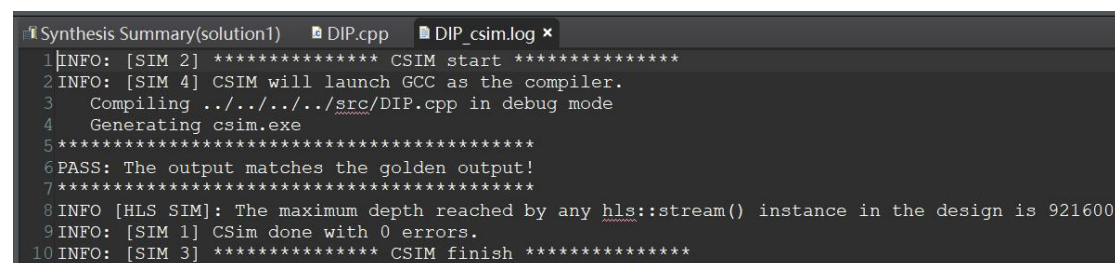 Synthesis Summary(solution1) DIP.cpp DIP_csim.log ×
1 INFO: [SIM 2] *************** CSIM start ***************
2 INFO: [SIM 4] CSIM will launch GCC as the compiler.
3 Compiling ../../../../src/DIP.cpp in debug mode
4 Generating csim.exe
5 *******************************************
6 PASS: The output matches the golden output!
7 *******************************************
8 INFO [HLS SIM]: The maximum depth reached by any hls::stream() instance in the design is 921600
9 INFO: [SIM 1] CSim done with 0 errors.
10 INFO: [SIM 3] *************** CSIM finish ***************